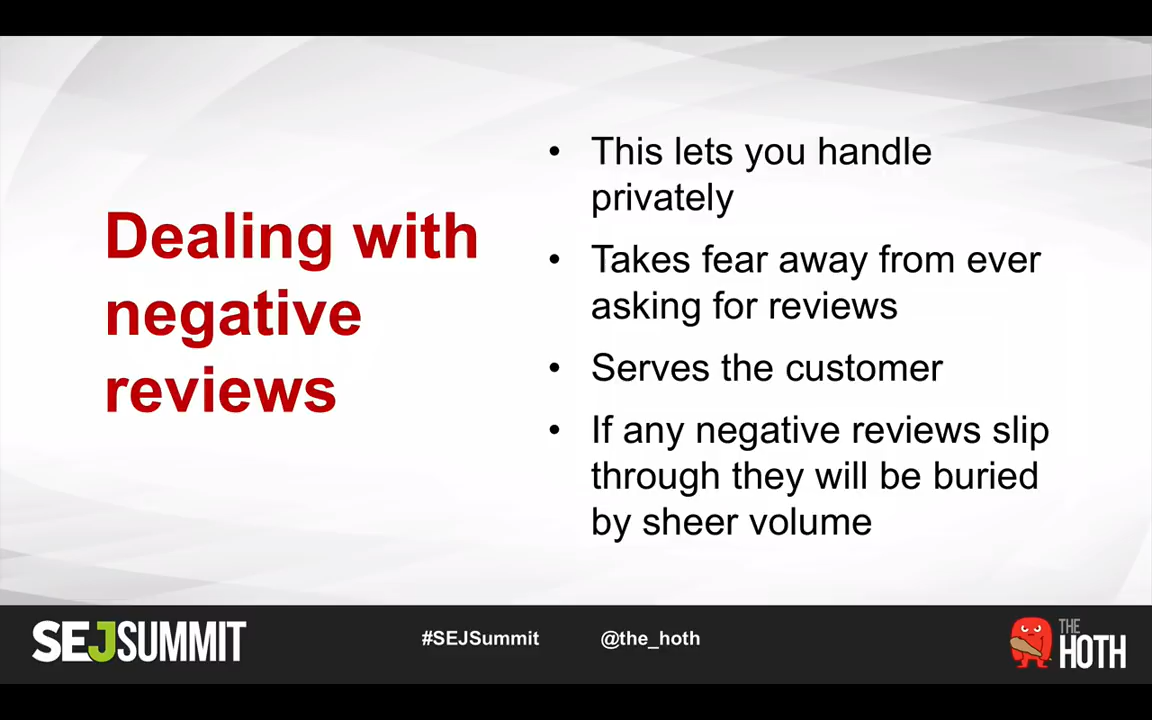 Dealing with
negative
reviews
• This lets you handle
privately
• Takes fear away from ever
asking for reviews
• Serves the customer
• If any negative reviews slip
through they will be buried
by sheer volume
SEJSUMMIT
#SEJSummit
@the_hoth
THE
HOTH